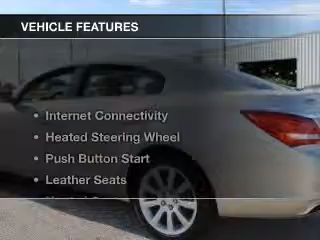 VEHICLE FEATURES
• Internet Connectivity
• Heated Steering Wheel
• Push Button Start
• Leather Seats